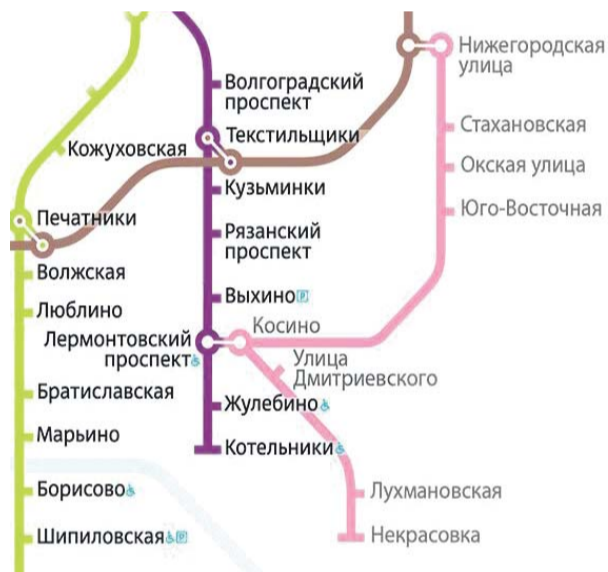 Нижегородская
улица
Волгоградский
проспект
Стахановская
Текстильщики
Кожуховская
Окская улица
Кузьминки
Юго-Восточная
Печатники
Рязанский
проспект
Волжская
Выхино
P
Люблино
Косино
Лермонтовский
проспект
Улица
Дмитриевского
Братиславская
Жулебино
Марьино
Котельники
Борисово
Лухмановская
Шипиловская
P
Некрасовка